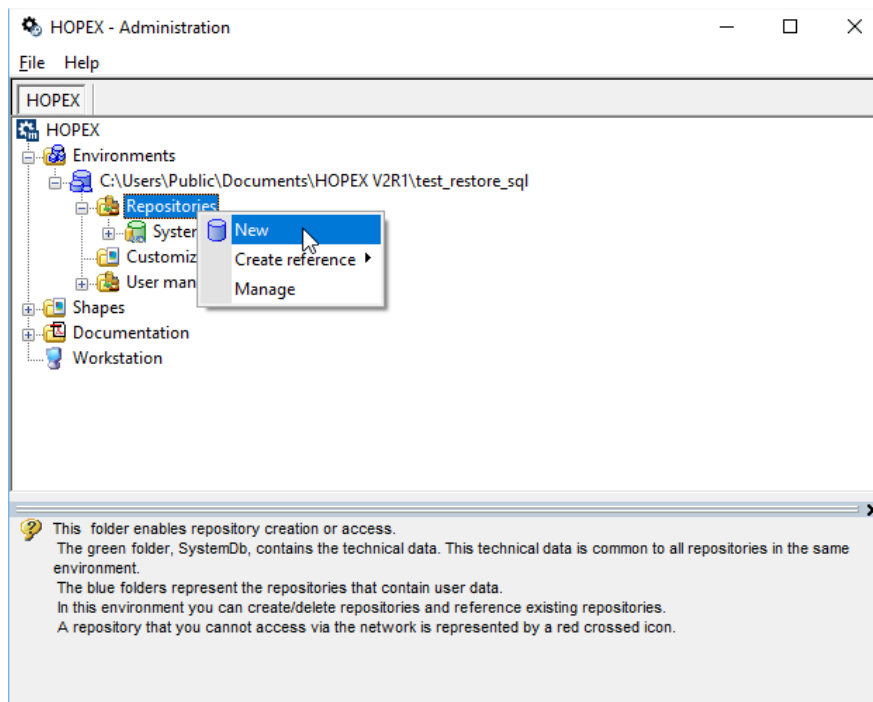 HOPEX - Administration
File Help
HOPEX
HOPEX
Environments
C:\Users\Public\Documents\HOPEX V2R1\test_restore_sql
Repositories
Syster
New
Customiz
Create reference
User man
Manage
Shapes
Documentation
Workstation
This folder enables repository creation or access.
The green folder, SystemDb, contains the technical data. This technical data is common to all repositories in the same
environment.
The blue folders represent the repositories that contain user data.
In this environment you can create/delete repositories and reference existing repositories.
A repository that you cannot access via the network is represented by a red crossed icon.